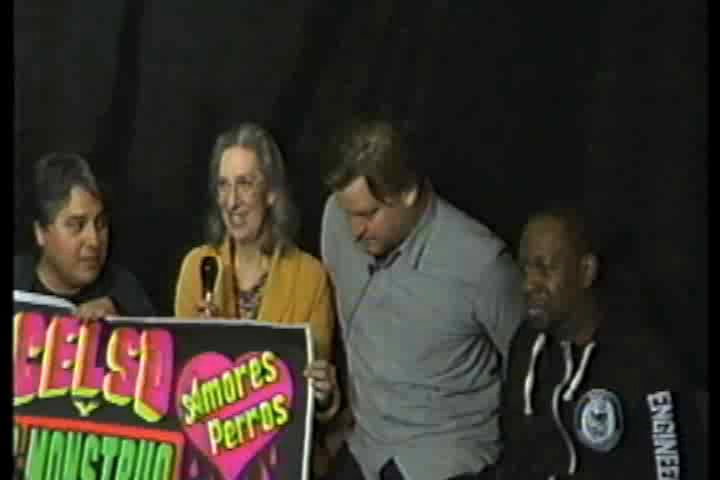 CELSO
Y
MONSTRUO
Amores
Perros
ENGINEE